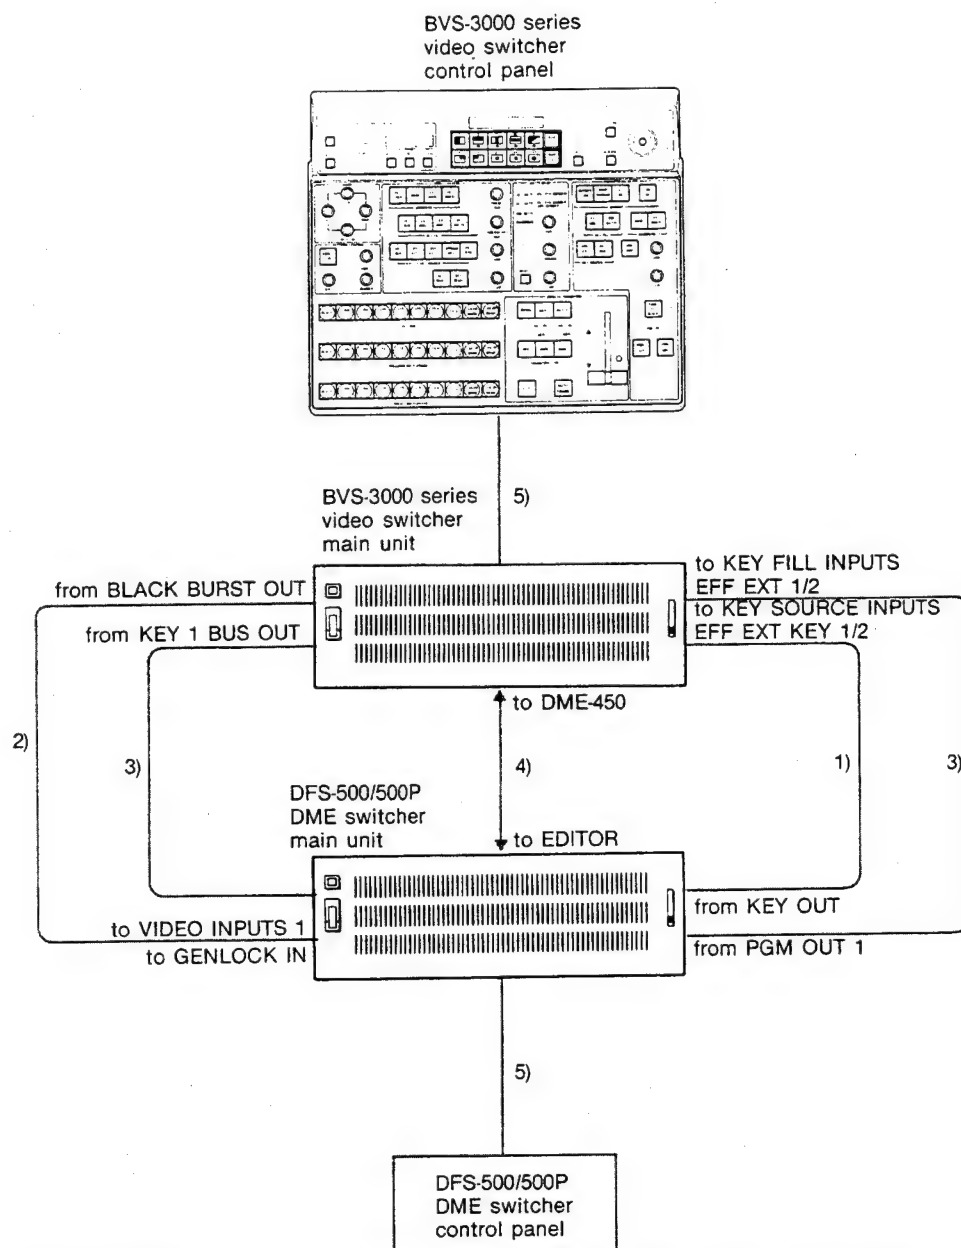 BVS-3000 series
video switcher
control panel
5)
BVS-3000 series
video switcher
main unit
from BLACK BURST OUT
from KEY 1 BUS OUT
to KEY FILL INPUTS
EFF EXT 1/2
to KEY SOURCE INPUTS
EFF EXT KEY 1/2
to DME-450
2)
3)
4)
1)
3)
DFS-500/500P
DME switcher
main unit
to EDITOR
to VIDEO INPUTS 1
to GENLOCK IN
from KEY OUT
from PGM OUT 1
5)
DFS-500/500P
DME switcher
control panel